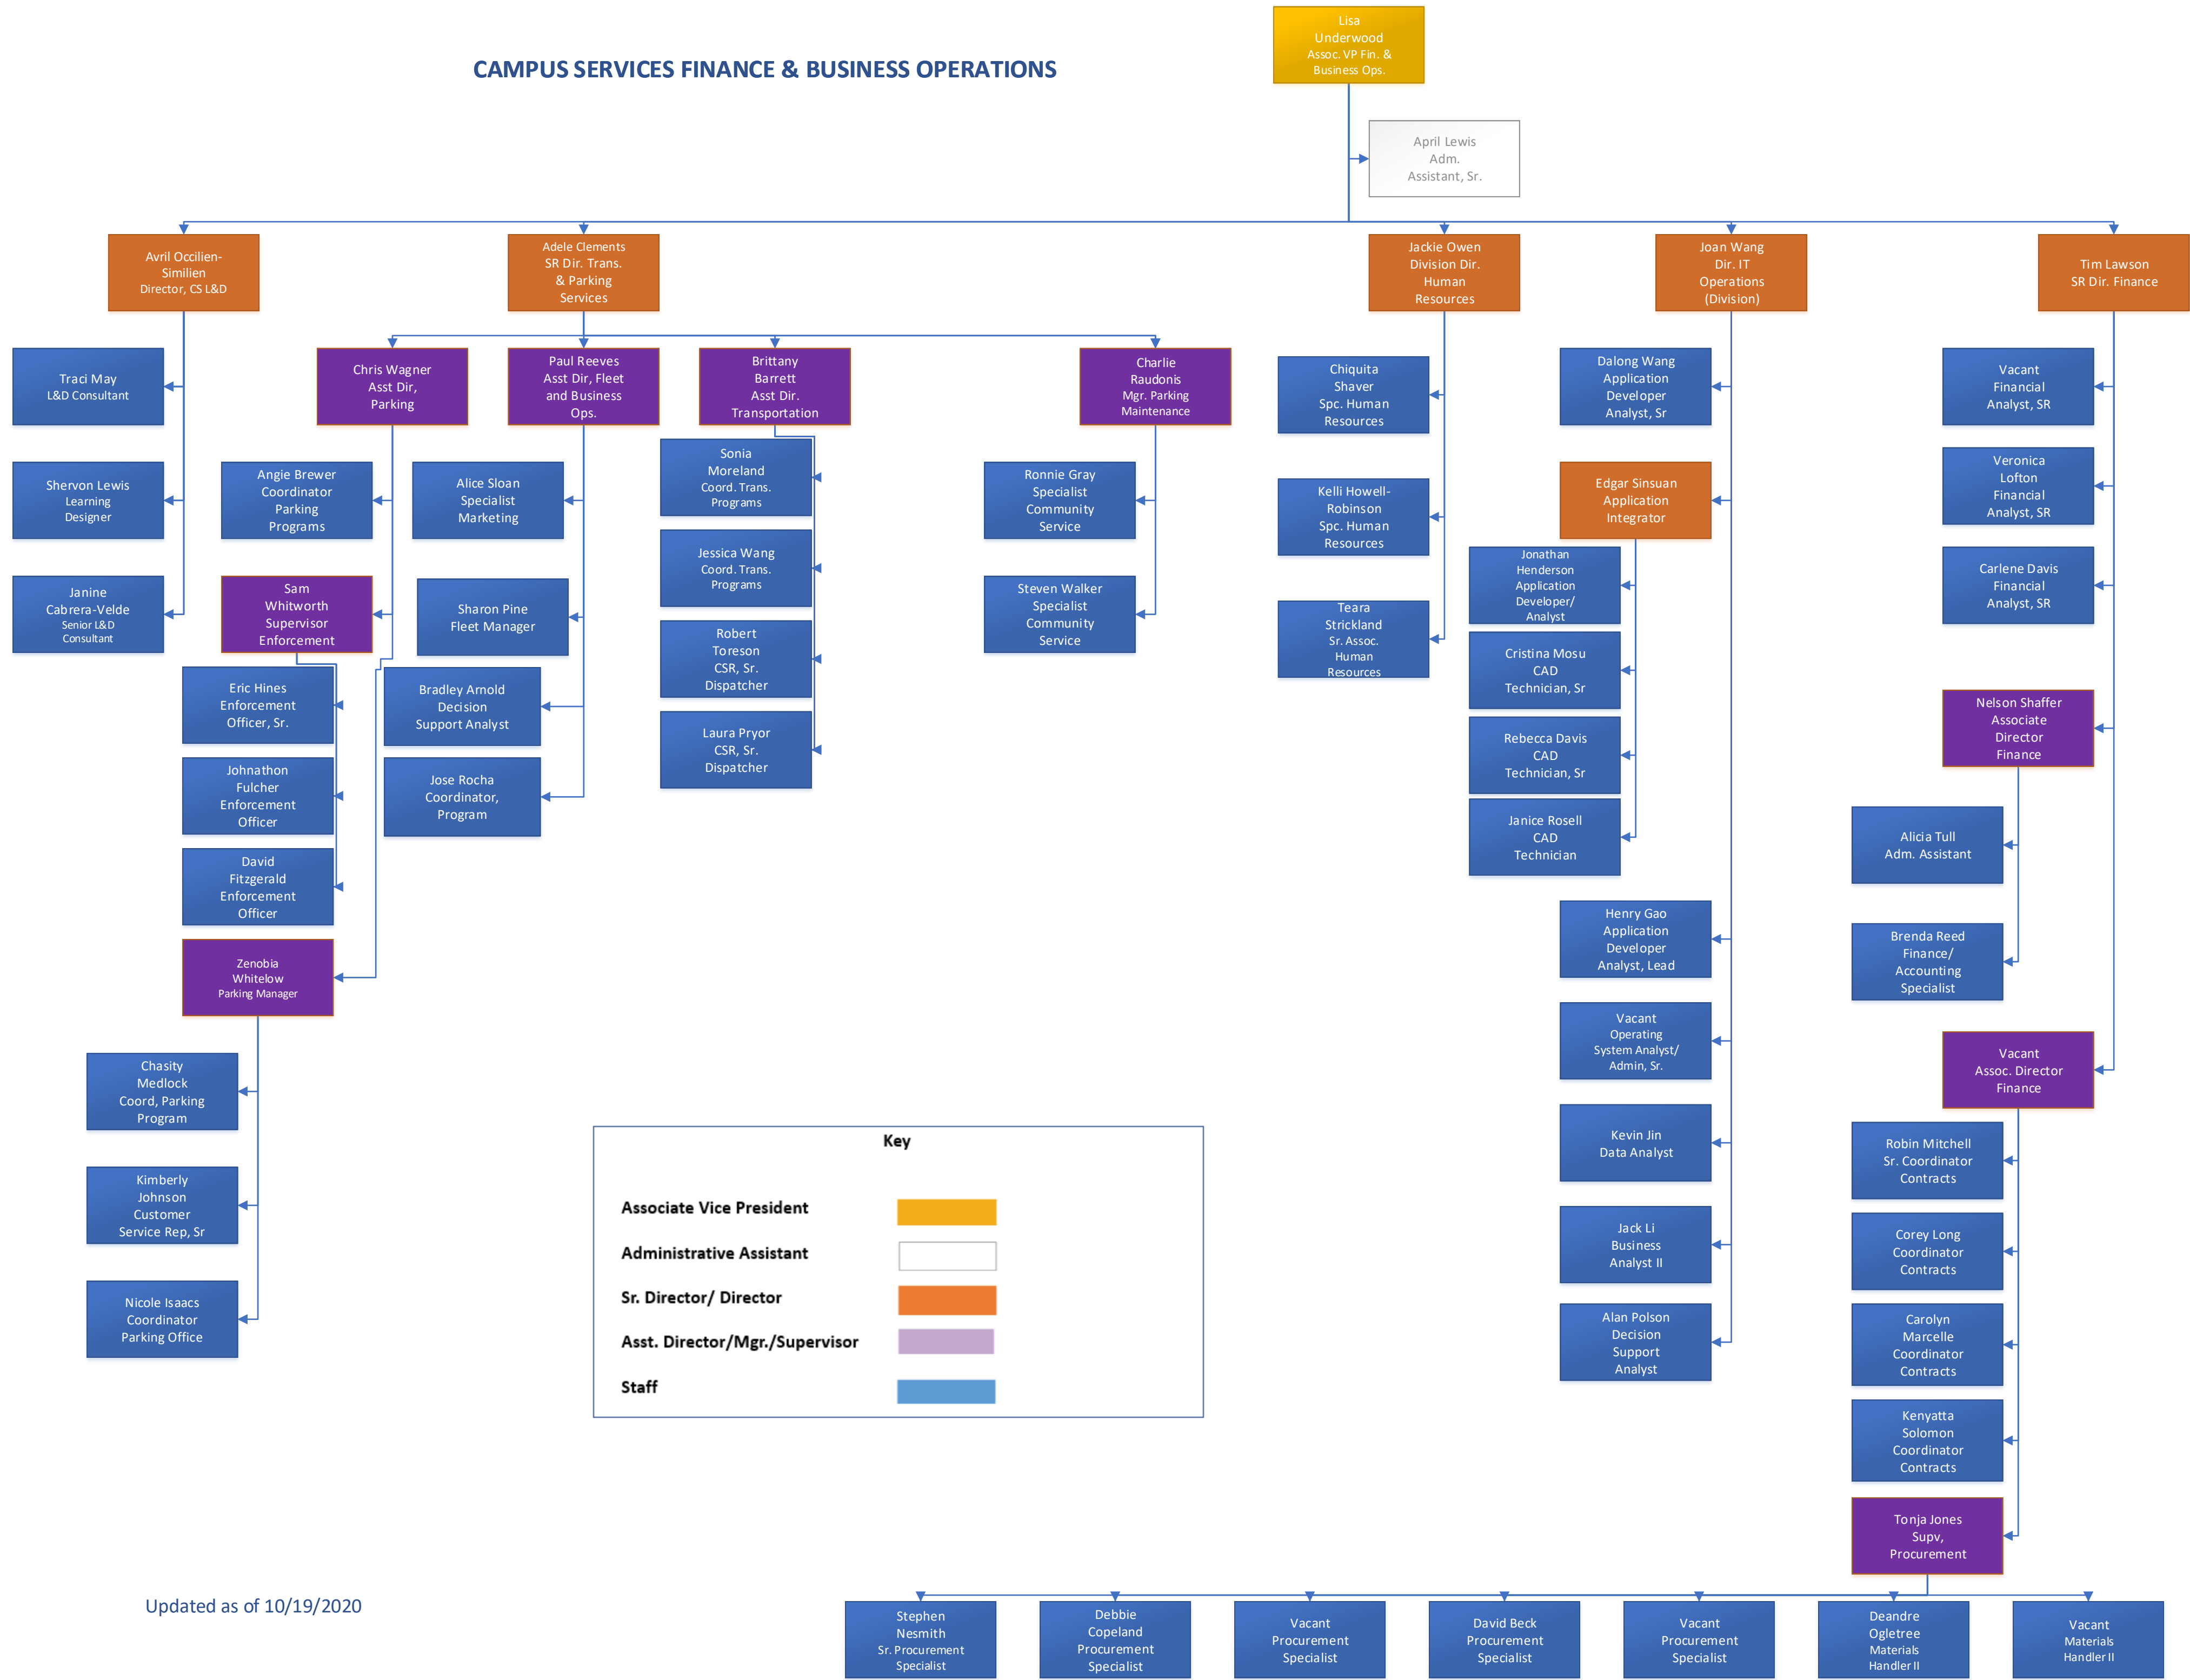 Lisa
Underwood
Assoc. VP Fin. &
Business Ops.
CAMPUS SERVICES FINANCE & BUSINESS OPERATIONS
April Lewis
Adm.
Assistant, Sr.
Avril Occilien-
Similien
Director, CS L&D
Adele Clements
SR Dir. Trans.
& Parking
Services
Jackie Owen
Division Dir.
Human
Resources
Joan Wang
Dir. IT
Operations
(Division)
Tim Lawson
SR Dir. Finance
Traci May
L&D Consultant
Shervon Lewis
Learning
Designer
Janine
Cabrera-Velde
Senior L&D
Consultant
Chris Wagner
Asst Dir,
Parking
Angie Brewer
Coordinator
Parking
Programs
Sam
Whitworth
Supervisor
Enforcement
Eric Hines
Enforcement
Officer, Sr.
Johnathon
Fulcher
Enforcement
Officer
David
Fitzgerald
Enforcement
Officer
Zenobia
Whitelow
Parking Manager
Chasity
Medlock
Coord, Parking
Program
Kimberly
Johnson
Customer
Service Rep, Sr
Nicole Isaacs
Coordinator
Parking Office
Paul Reeves
Asst Dir, Fleet
and Business
Ops.
Alice Sloan
Specialist
Marketing
Sharon Pine
Fleet Manager
Bradley Arnold
Decision
Support Analyst
Jose Rocha
Coordinator,
Program
Brittany
Barrett
Asst Dir.
Transportation
Sonia
Moreland
Coord. Trans.
Programs
Jessica Wang
Coord. Trans.
Programs
Robert
Toreson
CSR, Sr.
Dispatcher
Laura Pryor
CSR, Sr.
Dispatcher
Charlie
Raudonis
Mgr. Parking
Maintenance
Ronnie Gray
Specialist
Community
Service
Steven Walker
Specialist
Community
Service
Chiquita
Shaver
Spc. Human
Resources
Kelli Howell-
Robinson
Spc. Human
Resources
Teara
Strickland
Sr. Assoc.
Human
Resources
Dalong Wang
Application
Developer
Analyst, Sr
Edgar Sinsuan
Application
Integrator
Jonathan
Henderson
Application
Developer/
Analyst
Cristina Mosu
CAD
Technician, Sr
Rebecca Davis
CAD
Technician, Sr
Janice Rosell
CAD
Technician
Henry Gao
Application
Developer
Analyst, Lead
Vacant
Operating
System Analyst/
Admin, Sr.
Kevin Jin
Data Analyst
Jack Li
Business
Analyst II
Alan Polson
Decision
Support
Analyst
Vacant
Financial
Analyst, SR
Veronica
Lofton
Financial
Analyst, SR
Carlene Davis
Financial
Analyst, SR
Nelson Shaffer
Associate
Director
Finance
Alicia Tull
Adm. Assistant
Brenda Reed
Finance/
Accounting
Specialist
Vacant
Assoc. Director
Finance
Robin Mitchell
Sr. Coordinator
Contracts
Corey Long
Coordinator
Contracts
Carolyn
Marcelle
Coordinator
Contracts
Kenyatta
Solomon
Coordinator
Contracts
Tonja Jones
Supv,
Procurement
Stephen
Nesmith
Sr. Procurement
Specialist
Debbie
Copeland
Procurement
Specialist
Vacant
Procurement
Specialist
David Beck
Procurement
Specialist
Vacant
Procurement
Specialist
Deandre
Ogletree
Materials
Handler II
Vacant
Materials
Handler II
Key
Associate Vice President
Administrative Assistant
Sr. Director/ Director
Asst. Director/Mgr./Supervisor
Staff
Updated as of 10/19/2020